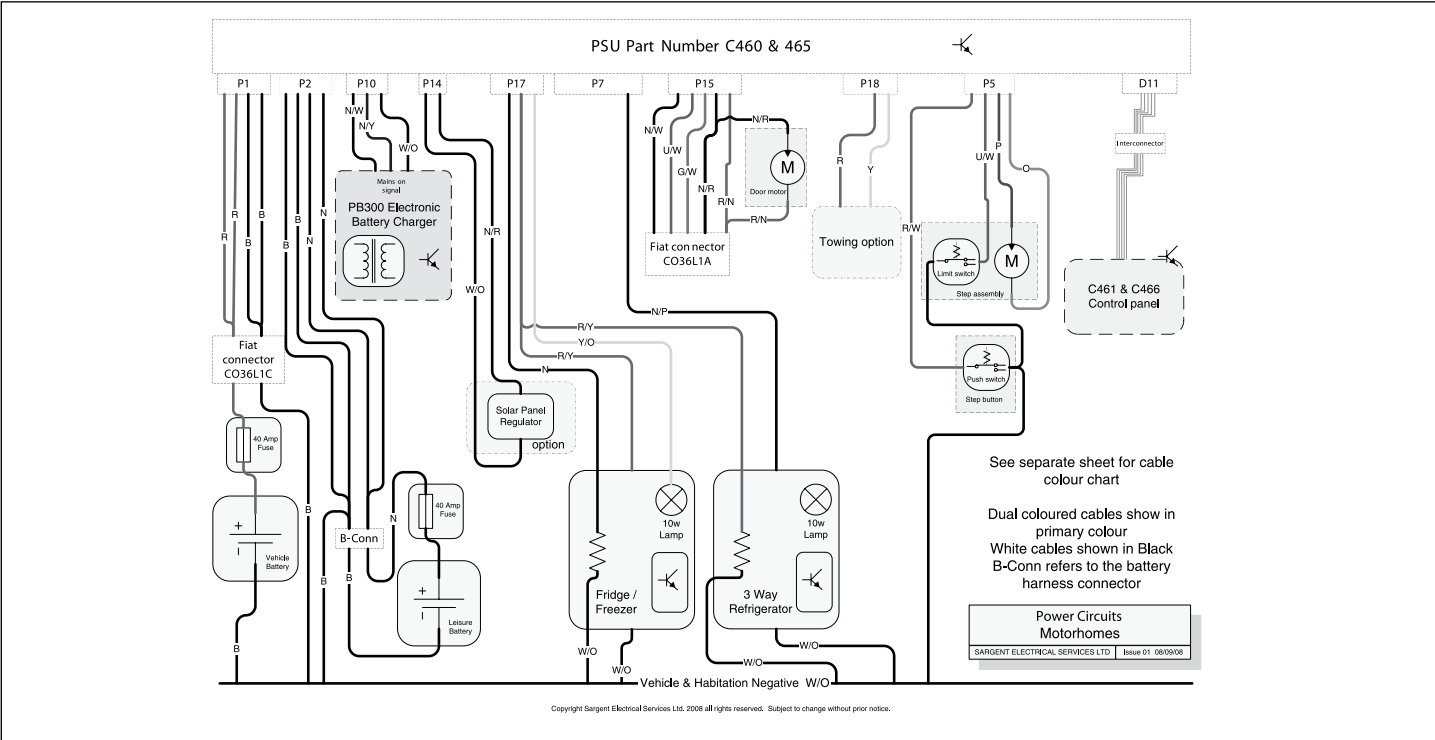 PSU Part Number C460 & 465
P1
P2
P10
P14
P17
P7
P15
P18
P5
D11
N/W
N/Y
W/O
N/W
U/W
G/W
N/R
R/N
N/R
M
Door motor
R/N
R
Y
U/W
P
O
Interconnector
Mains on
signal
PB300 Electronic
Battery Charger
R
R
B
B
B
B
N
N
N/R
W/O
Fiat connector
CO36L1A
Towing option
R/W
Limit switch
M
Step assembly
C461 & C466
Control panel
N/P
R/Y
Y/O
R/Y
N
Fiat
connector
CO36L1C
Push switch
Step button
Solar Panel
Regulator
option
40 Amp
Fuse
40 Amp
Fuse
N
B
B-Conn
+
–
Vehicle
Battery
B
B
+
–
Leisure
Battery
B
10w
Lamp
Fridge /
Freezer
10w
Lamp
3 Way
Refrigerator
W/O
W/O
W/O
W/O
Vehicle & Habitation Negative W/O
See separate sheet for cable
colour chart
Dual coloured cables show in
primary colour
White cables shown in Black
B-Conn refers to the battery
harness connector
Power Circuits
Motorhomes
SARGENT ELECTRICAL SERVICES LTD
Issue 01 08/09/08
Copyright Sargent Electrical Services Ltd. 2008 all rights reserved. Subject to change without prior notice.